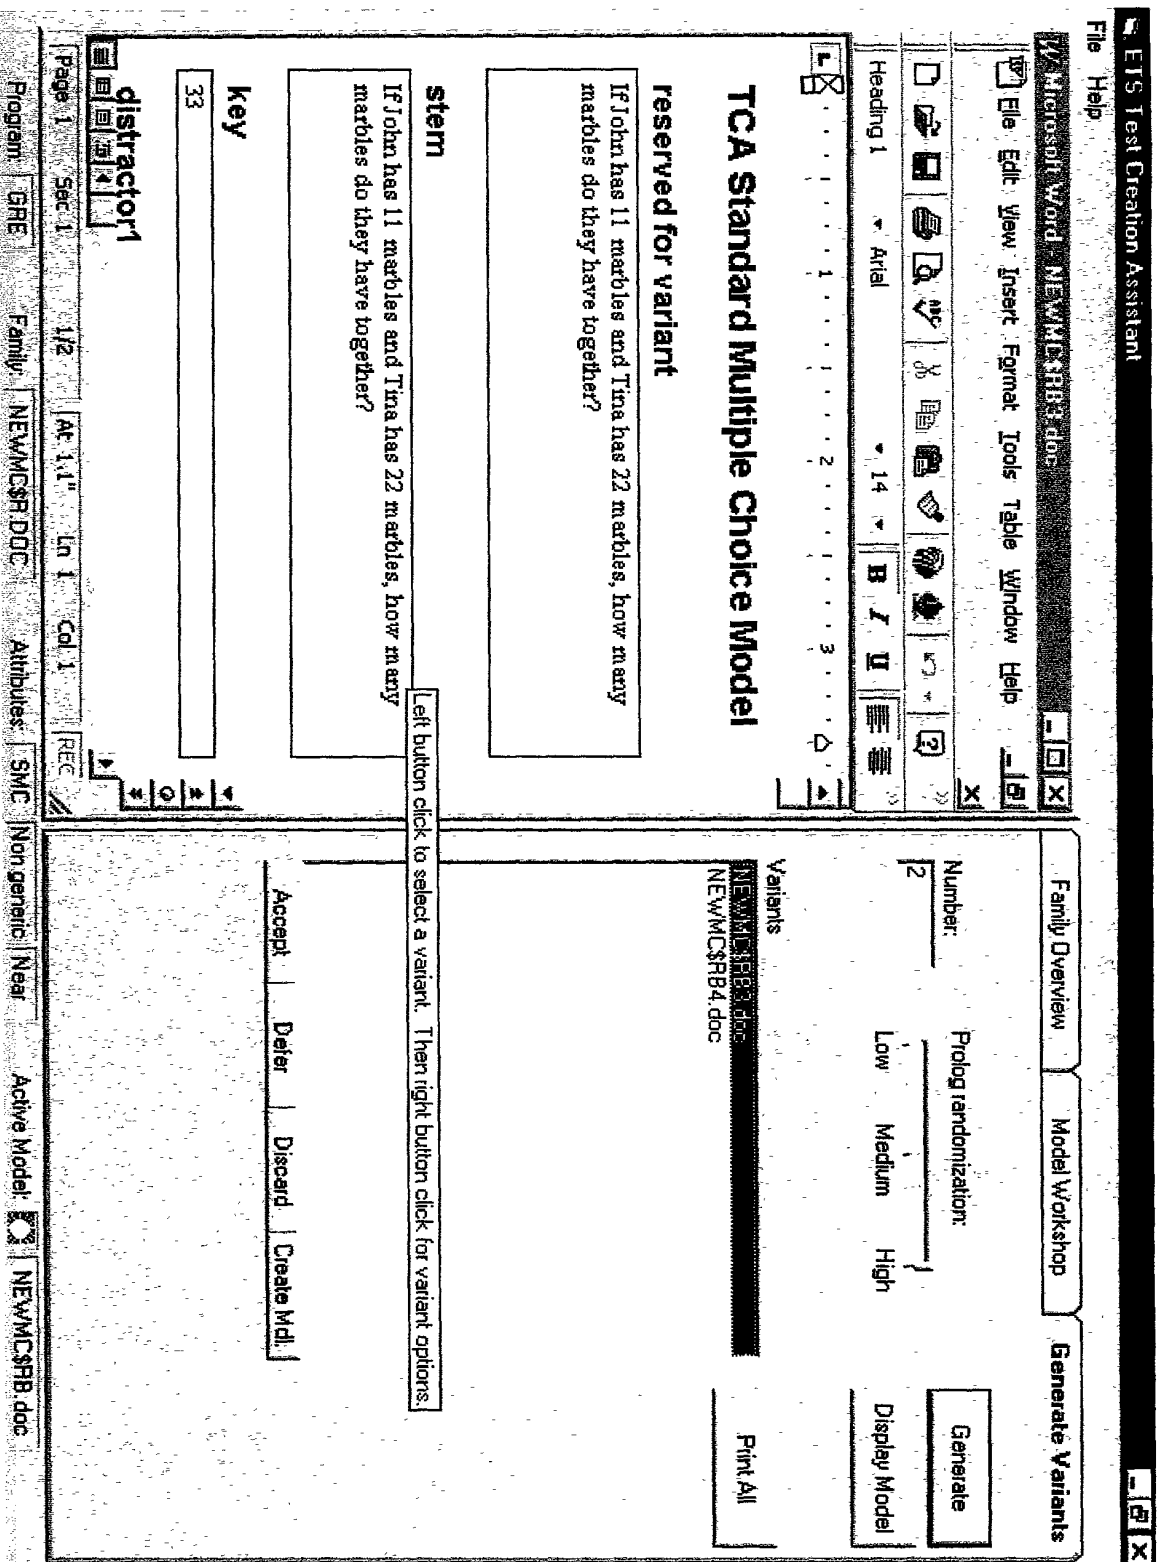 ETS Test Creation Assistant
File Help
Microsoft Word - NEWMC$RB3.doc
File Edit View Insert Format Tools Table Window Help
Heading 1 Arial 14 B I U
1 2 3
TCA Standard Multiple Choice Model
reserved for variant
If John has 11 marbles and Tina has 22 marbles, how many
marbles do they have together?
stem
If John has 11 marbles and Tina has 22 marbles, how many
marbles do they have together?
key
33
distractor1
Page 1 Sec 1 1/2 At 1.1" Ln 1 Col 1 REC
Family Overview Model Workshop Generate Variants
Number: Prolog randomization:
2
Low Medium High
Generate
Display Model
Variants
NEWMC$RB3.doc
NEWMC$RB4.doc
Print All
Left button click to select a variant. Then right button click for variant options.
Accept Defer Discard Create Mdl.
Program: GRE Family: NEWMC$R.DOC Attributes: SMC Non generic Near Active Model: NEWMC$RB.doc